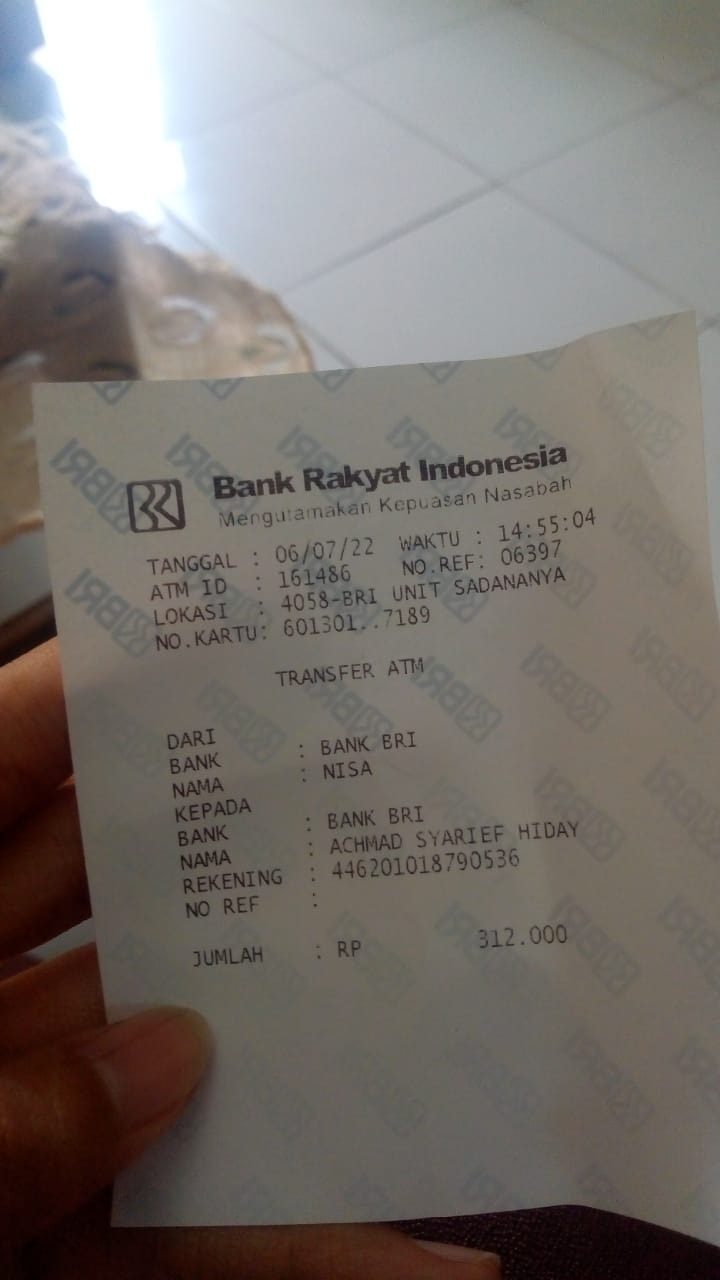 Bank Rakyat Indonesia
Mengutamakan Kepuasan Nasabah
TANGGAL : 06/07/22 WAKTU : 14:55:04
ATM ID : 161486 NO.REF: 06397
LOKASI : 4058-BRI UNIT SADANANYA
NO.KARTU: 601301..7189
TRANSFER ATM
DARI
BANK : BANK BRI
NAMA : NISA
KEPADA
BANK : BANK BRI
NAMA : ACHMAD SYARIEF HIDAY
REKENING : 446201018790536
NO REF :
JUMLAH : RP 312.000